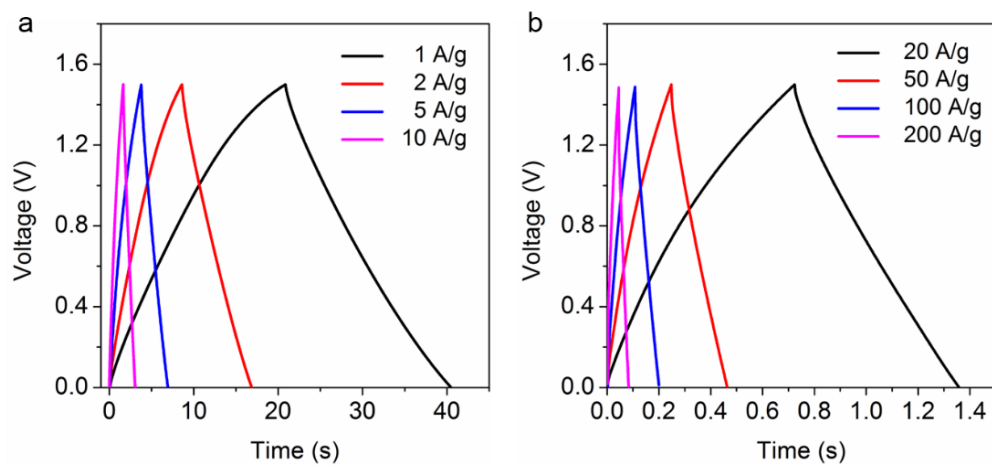 a
1 A/g
2 A/g
5 A/g
10 A/g
1.6
1.2
0.8
0.4
0.0
Voltage (V)
0 10 20 30 40
Time (s)
b
20 A/g
50 A/g
100 A/g
200 A/g
1.6
1.2
0.8
0.4
0.0
Voltage (V)
0.0 0.2 0.4 0.6 0.8 1.0 1.2 1.4
Time (s)